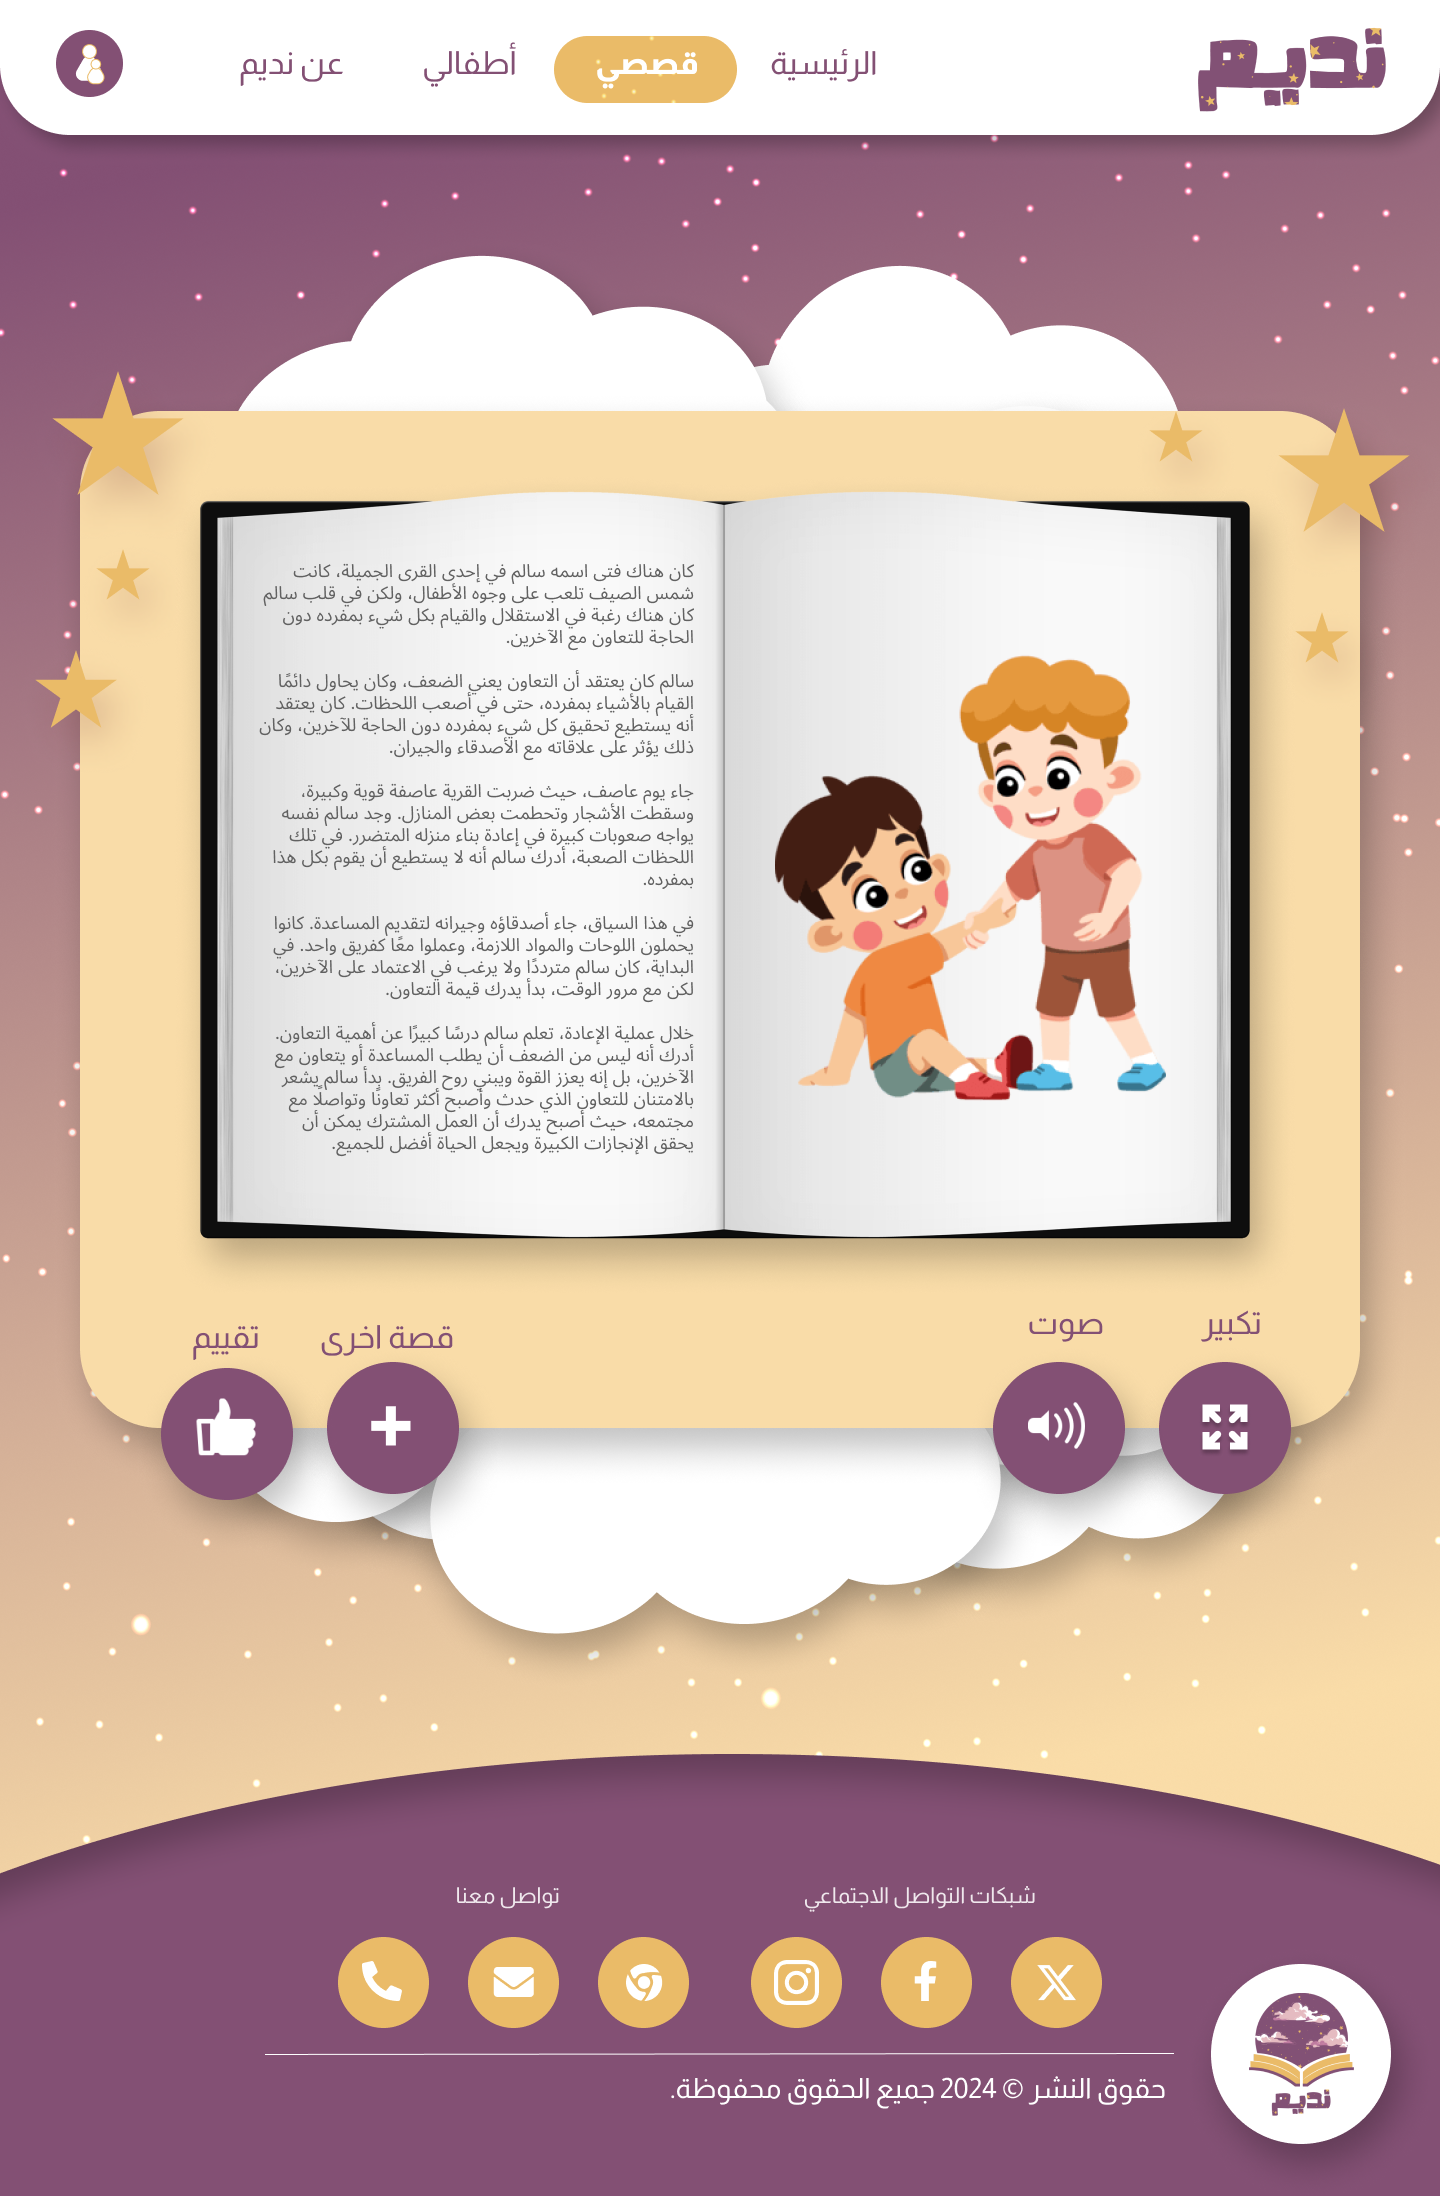 نديم
الرئيسية
قصصي
أطفالي
عن نديم
كان هناك فتى اسمه سالم في إحدى القرى الجميلة، كانت
شمس الصيف تلعب على وجوه الأطفال، ولكن في قلب سالم
كان هناك رغبة في الاستقلال والقيام بكل شيء بمفرده دون
الحاجة للتعاون مع الآخرين.
سالم كان يعتقد أن التعاون يعني الضعف، وكان يحاول دائمًا
القيام بالأشياء بمفرده، حتى في أصعب اللحظات. كان يعتقد
أنه يستطيع تحقيق كل شيء بمفرده دون الحاجة للآخرين، وكان
ذلك يؤثر على علاقاته مع الأصدقاء والجيران.
جاء يوم عاصف، حيث ضربت القرية عاصفة قوية وكبيرة،
وسقطت الأشجار وتحطمت بعض المنازل. وجد سالم نفسه
يواجه صعوبات كبيرة في إعادة بناء منزله المتضرر. في تلك
اللحظات الصعبة، أدرك سالم أنه لا يستطيع أن يقوم بكل هذا
بمفرده.
في هذا السياق، جاء أصدقاؤه وجيرانه لتقديم المساعدة. كانوا
يحملون اللوحات والمواد اللازمة، وعملوا معًا كفريق واحد. في
البداية، كان سالم مترددًا ولا يرغب في الاعتماد على الآخرين،
لكن مع مرور الوقت، بدأ يدرك قيمة التعاون.
خلال عملية الإعادة، تعلم سالم درسًا كبيرًا عن أهمية التعاون.
أدرك أنه ليس من الضعف أن يطلب المساعدة أو يتعاون مع
الآخرين، بل إنه يعزز القوة ويبني روح الفريق. بدأ سالم يشعر
بالامتنان للتعاون الذي حدث وأصبح أكثر تعاونًا وتواصلًا مع
مجتمعه، حيث أصبح يدرك أن العمل المشترك يمكن أن
يحقق الإنجازات الكبيرة ويجعل الحياة أفضل للجميع.
تكبير
صوت
قصة اخرى
تقييم
شبكات التواصل الاجتماعي
تواصل معنا
حقوق النشر © 2024 جميع الحقوق محفوظة.
نديم